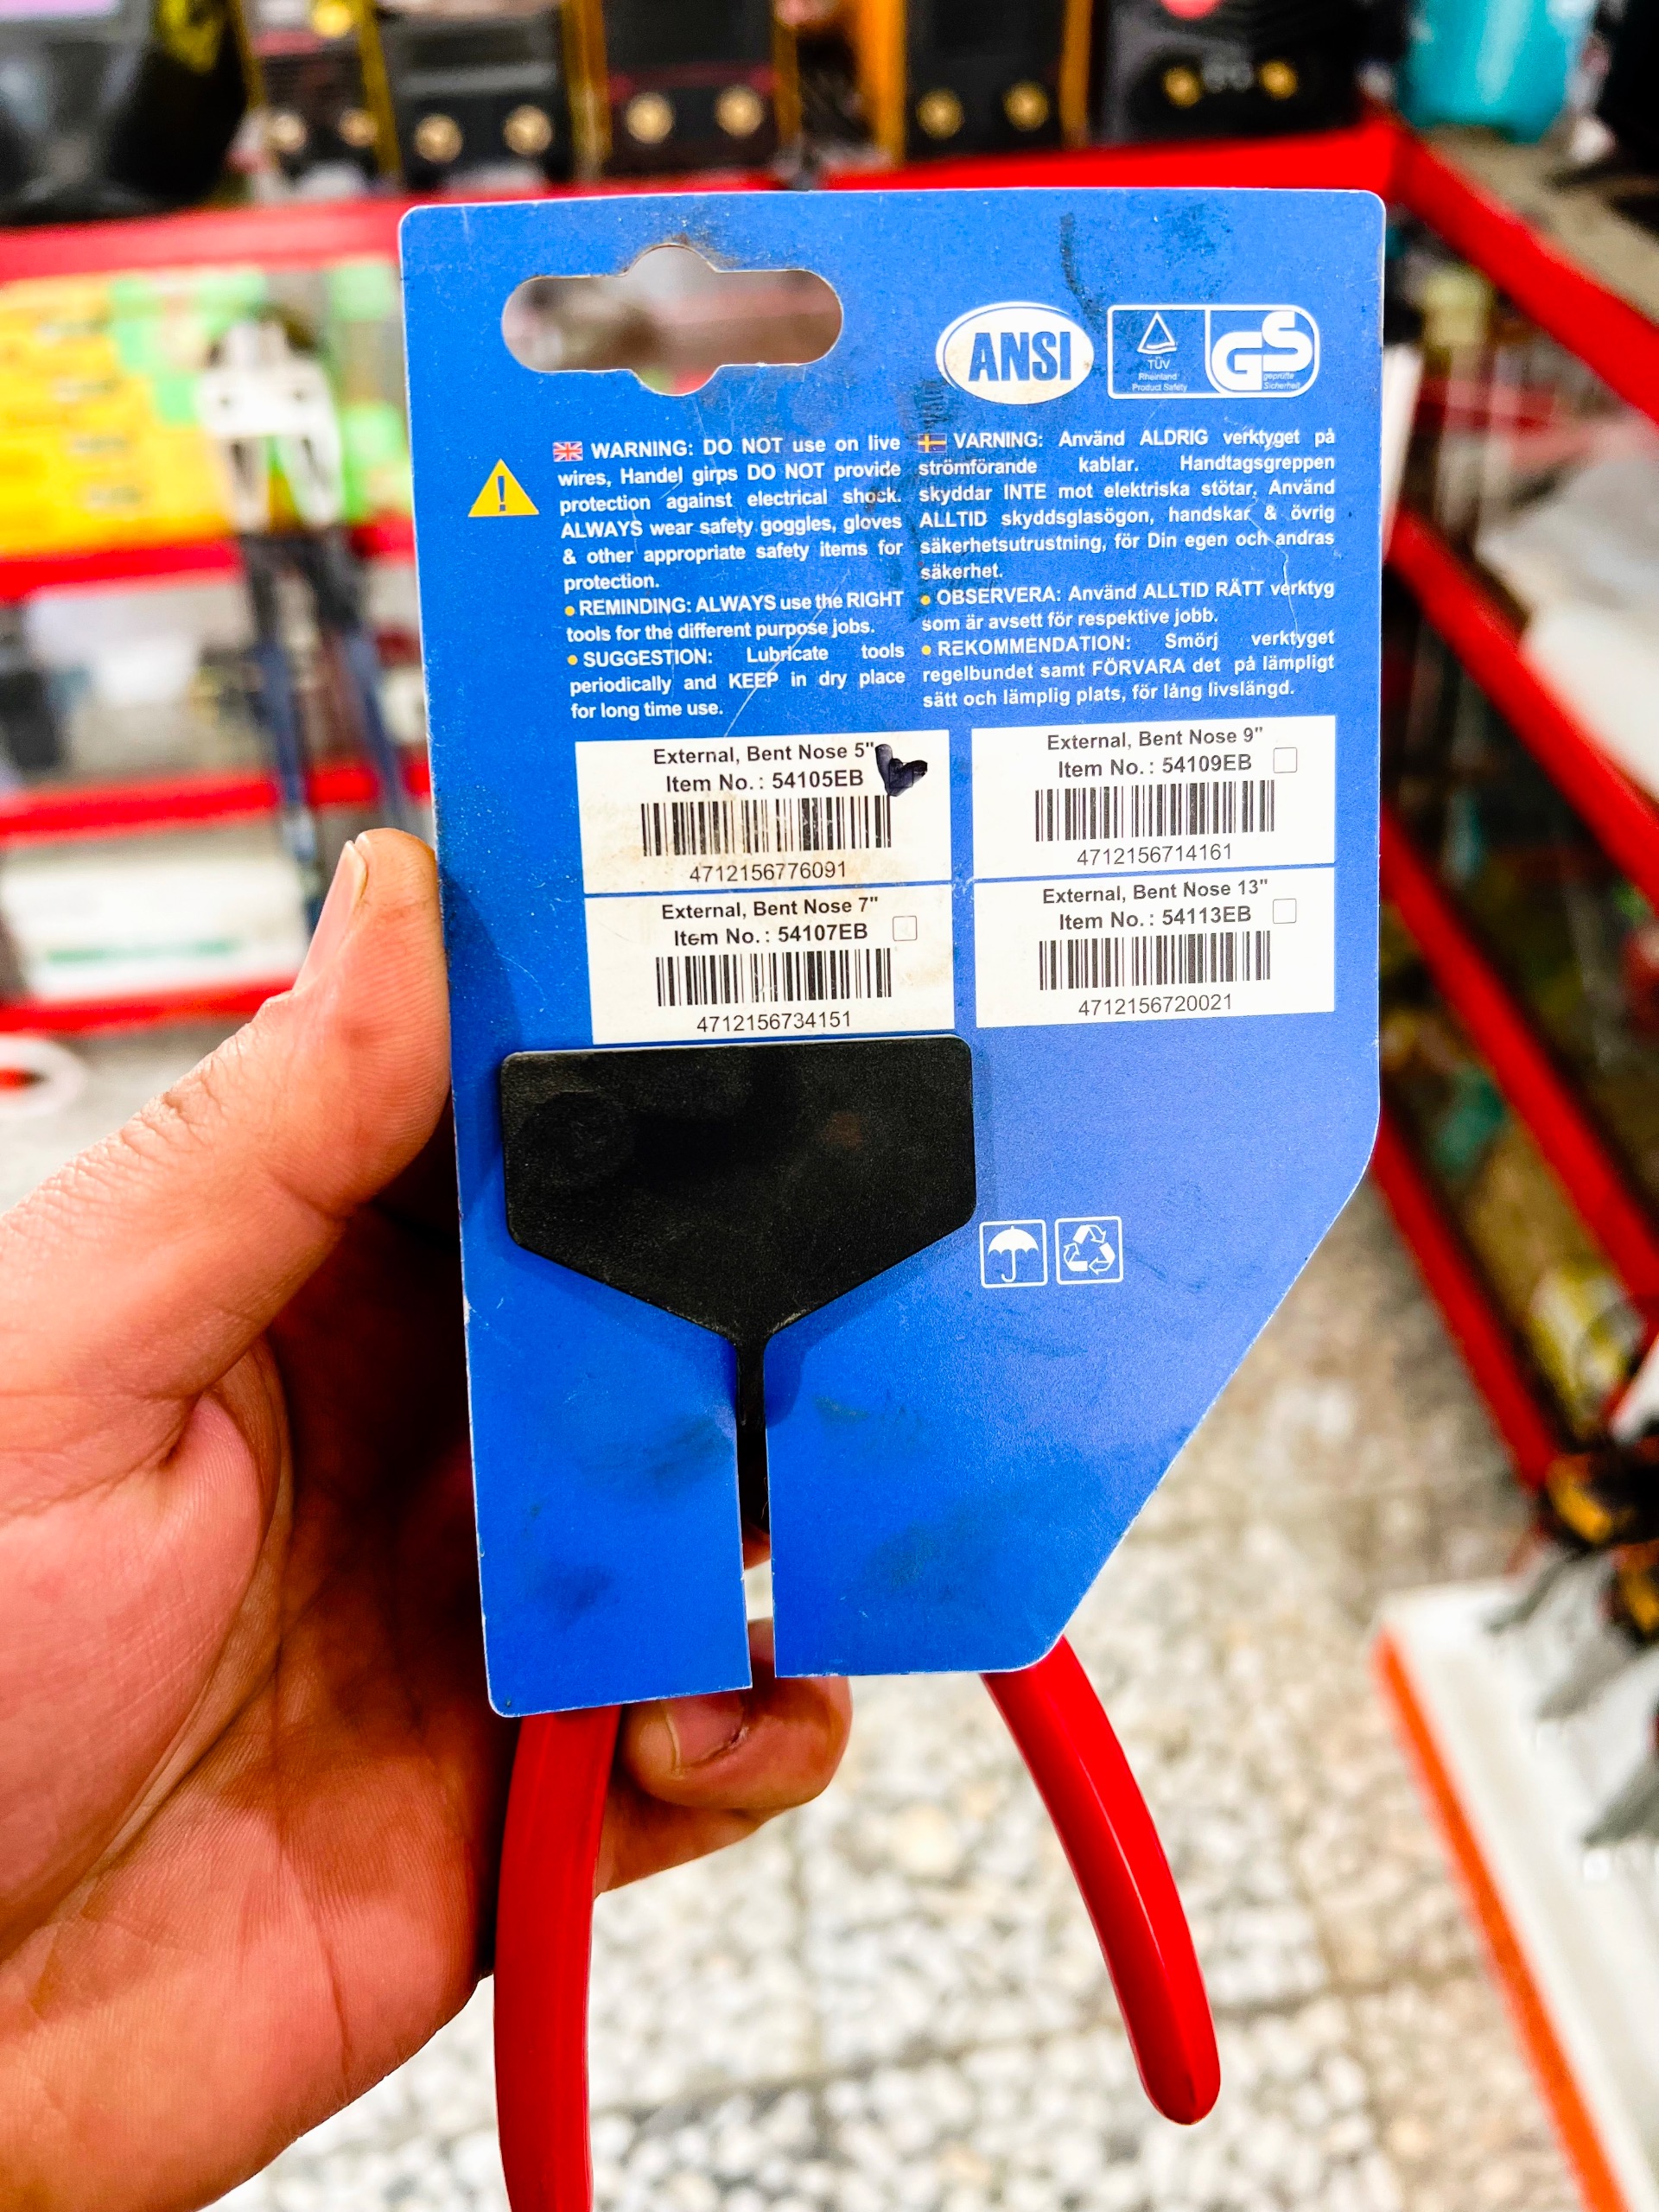 ANSI
TÜV
Rheinland
Product Safety
GS
geprüfte
Sicherheit
WARNING: DO NOT use on live
wires, Handel girps DO NOT provide
protection against electrical shock.
ALWAYS wear safety goggles, gloves
& other appropriate safety items for
protection.
• REMINDING: ALWAYS use the RIGHT
tools for the different purpose jobs.
• SUGGESTION: Lubricate tools
periodically and KEEP in dry place
for long time use.
VARNING: Använd ALDRIG verktyget på
strömförande kablar. Handtagsgreppen
skyddar INTE mot elektriska stötar, Använd
ALLTID skyddsglasögon, handskar & övrig
säkerhetsutrustning, för Din egen och andras
säkerhet.
• OBSERVERA: Använd ALLTID RÄTT verktyg
som är avsett för respektive jobb.
• REKOMMENDATION: Smörj verktyget
regelbundet samt FÖRVARA det på lämpligt
sätt och lämplig plats, för lång livslängd.
External, Bent Nose 5"
Item No.: 54105EB
4712156776091
External, Bent Nose 9"
Item No.: 54109EB
4712156714161
External, Bent Nose 7"
Item No.: 54107EB
4712156734151
External, Bent Nose 13"
Item No.: 54113EB
4712156720021